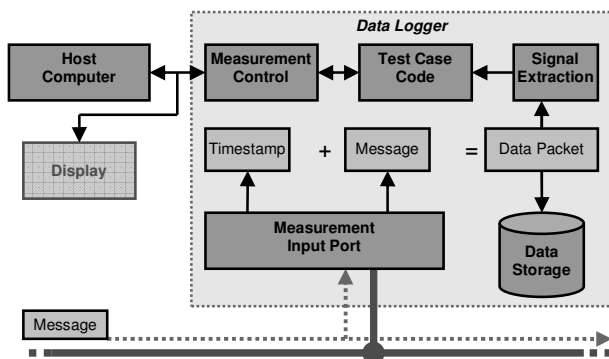 Data Logger
Host
Computer
Measurement
Control
Test Case
Code
Signal
Extraction
Display
Timestamp
+
Message
=
Data Packet
Measurement
Input Port
Data
Storage
Message